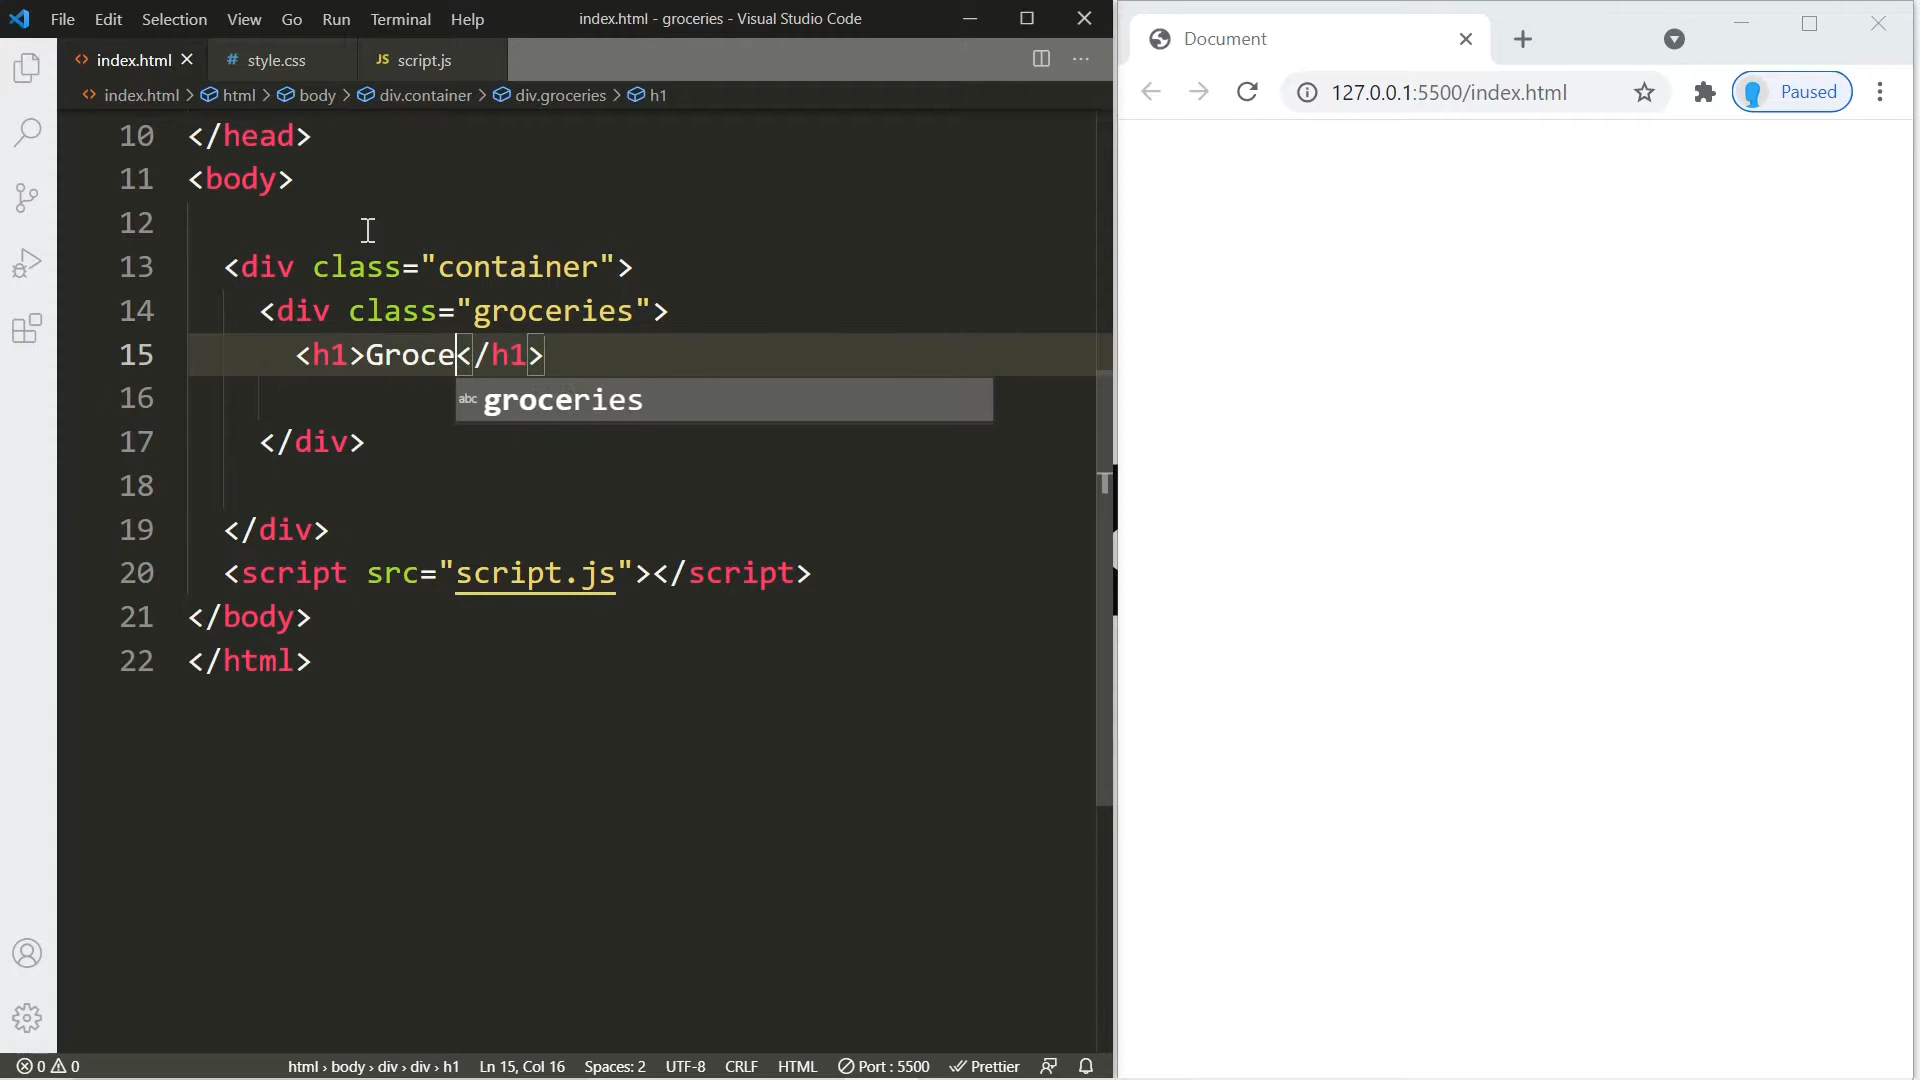 File Edit Selection View Go Run Terminal Help index.html - groceries - Visual Studio Code
index.html style.css script.js
index.html > html > body > div.container > div.groceries > h1
10 </head>
11 <body>
12
13 <div class="container">
14 <div class="groceries">
15 <h1>Groce</h1>
16 abc groceries
17 </div>
18
19 </div>
20 <script src="script.js"></script>
21 </body>
22 </html>
0 0 html › body › div › div › h1 Ln 15, Col 16 Spaces: 2 UTF-8 CRLF HTML Port : 5500 Prettier
Document
127.0.0.1:5500/index.html Paused
T